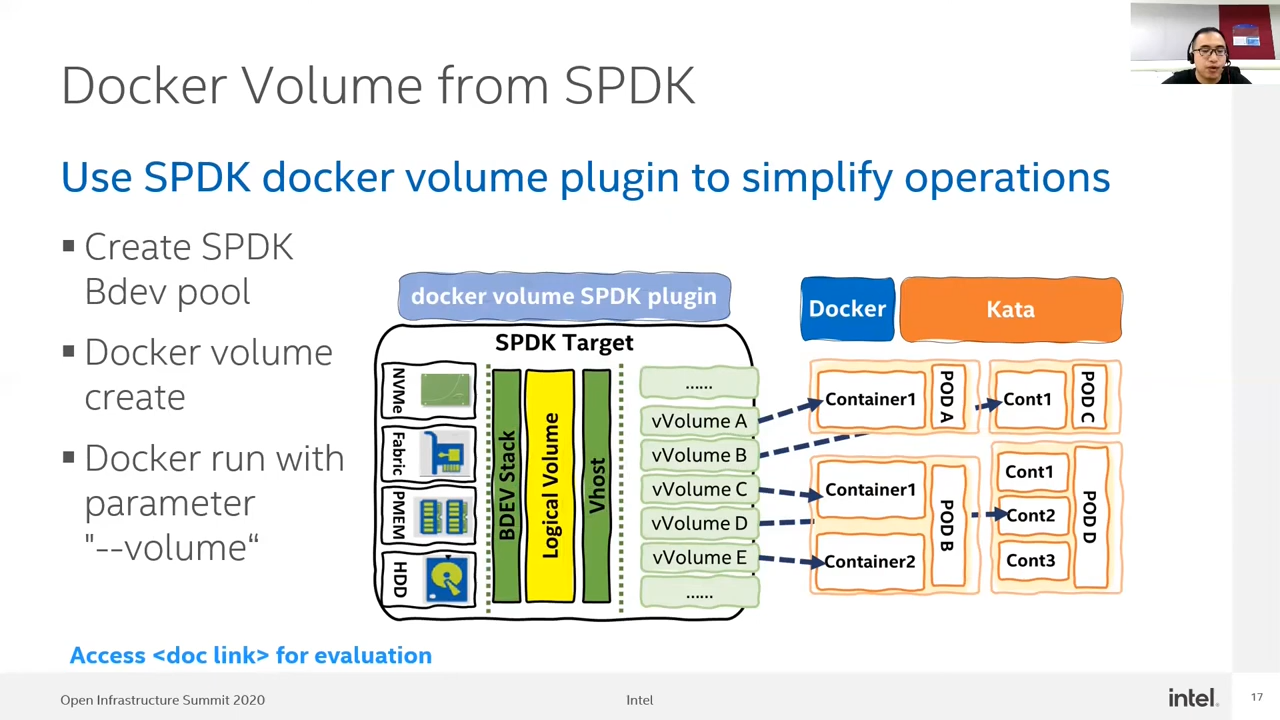 Docker Volume from SPDK
Use SPDK docker volume plugin to simplify operations
▪ Create SPDK
Bdev pool
▪ Docker volume
create
▪ Docker run with
parameter
"--volume“
docker volume SPDK plugin
SPDK Target
NVMe
Fabric
PMEM
HDD
BDEV Stack
Logical Volume
Vhost
......
vVolume A
vVolume B
vVolume C
vVolume D
vVolume E
......
Docker
Kata
Container1
POD A
Cont1
POD C
Container1
Container2
POD B
Cont1
Cont2
Cont3
POD D
Access <doc link> for evaluation
Open Infrastructure Summit 2020
Intel
intel.
17